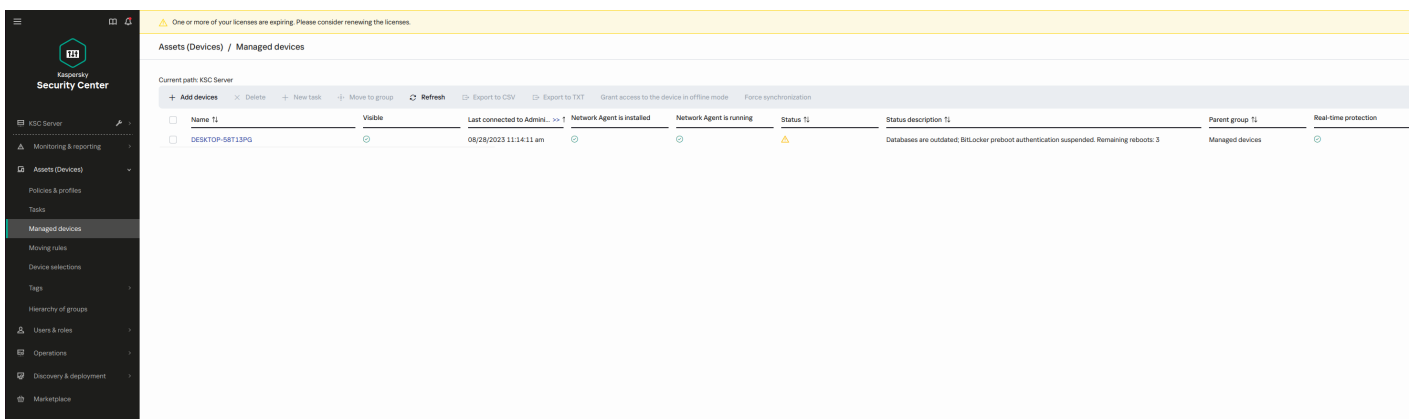 One or more of your licenses are expiring. Please consider renewing the licenses.
Kaspersky
Security Center
KSC Server
Monitoring & reporting
Assets (Devices)
Policies & profiles
Tasks
Managed devices
Moving rules
Device selections
Tags
Hierarchy of groups
Users & roles
Operations
Discovery & deployment
Marketplace
Assets (Devices) / Managed devices
Current path: KSC Server
+ Add devices × Delete + New task Move to group Refresh Export to CSV Export to TXT Grant access to the device in offline mode Force synchronization
Name ↑↓ Visible Last connected to Admini... >> ↑ Network Agent is installed Network Agent is running Status ↑↓ Status description ↑↓ Parent group ↑↓ Real-time protection
DESKTOP-58T13PG 08/28/2023 11:14:11 am Databases are outdated; BitLocker preboot authentication suspended. Remaining reboots: 3 Managed devices